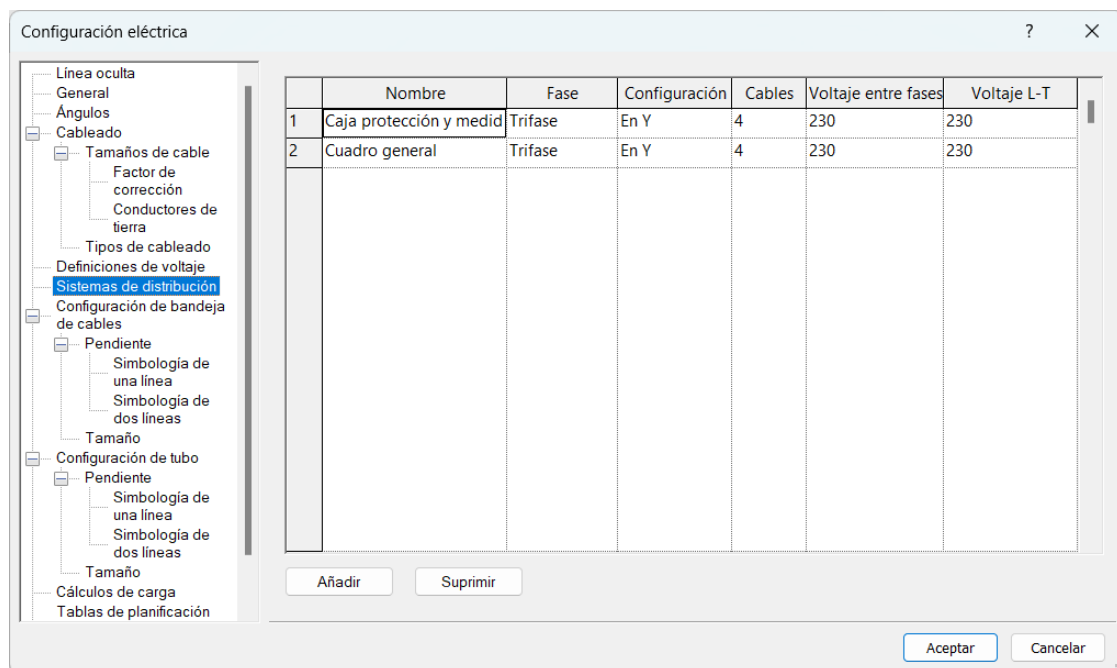 Configuración eléctrica
?
Línea oculta
General
Ángulos
Cableado
Tamaños de cable
Factor de
corrección
Conductores de
tierra
Tipos de cableado
Definiciones de voltaje
Sistemas de distribución
Configuración de bandeja
de cables
Pendiente
Simbología de
una línea
Simbología de
dos líneas
Tamaño
Configuración de tubo
Pendiente
Simbología de
una línea
Simbología de
dos líneas
Tamaño
Cálculos de carga
Tablas de planificación
Nombre Fase Configuración Cables Voltaje entre fases Voltaje L-T
1 Caja protección y medid Trifase En Y 4 230 230
2 Cuadro general Trifase En Y 4 230 230
Añadir Suprimir
Aceptar Cancelar